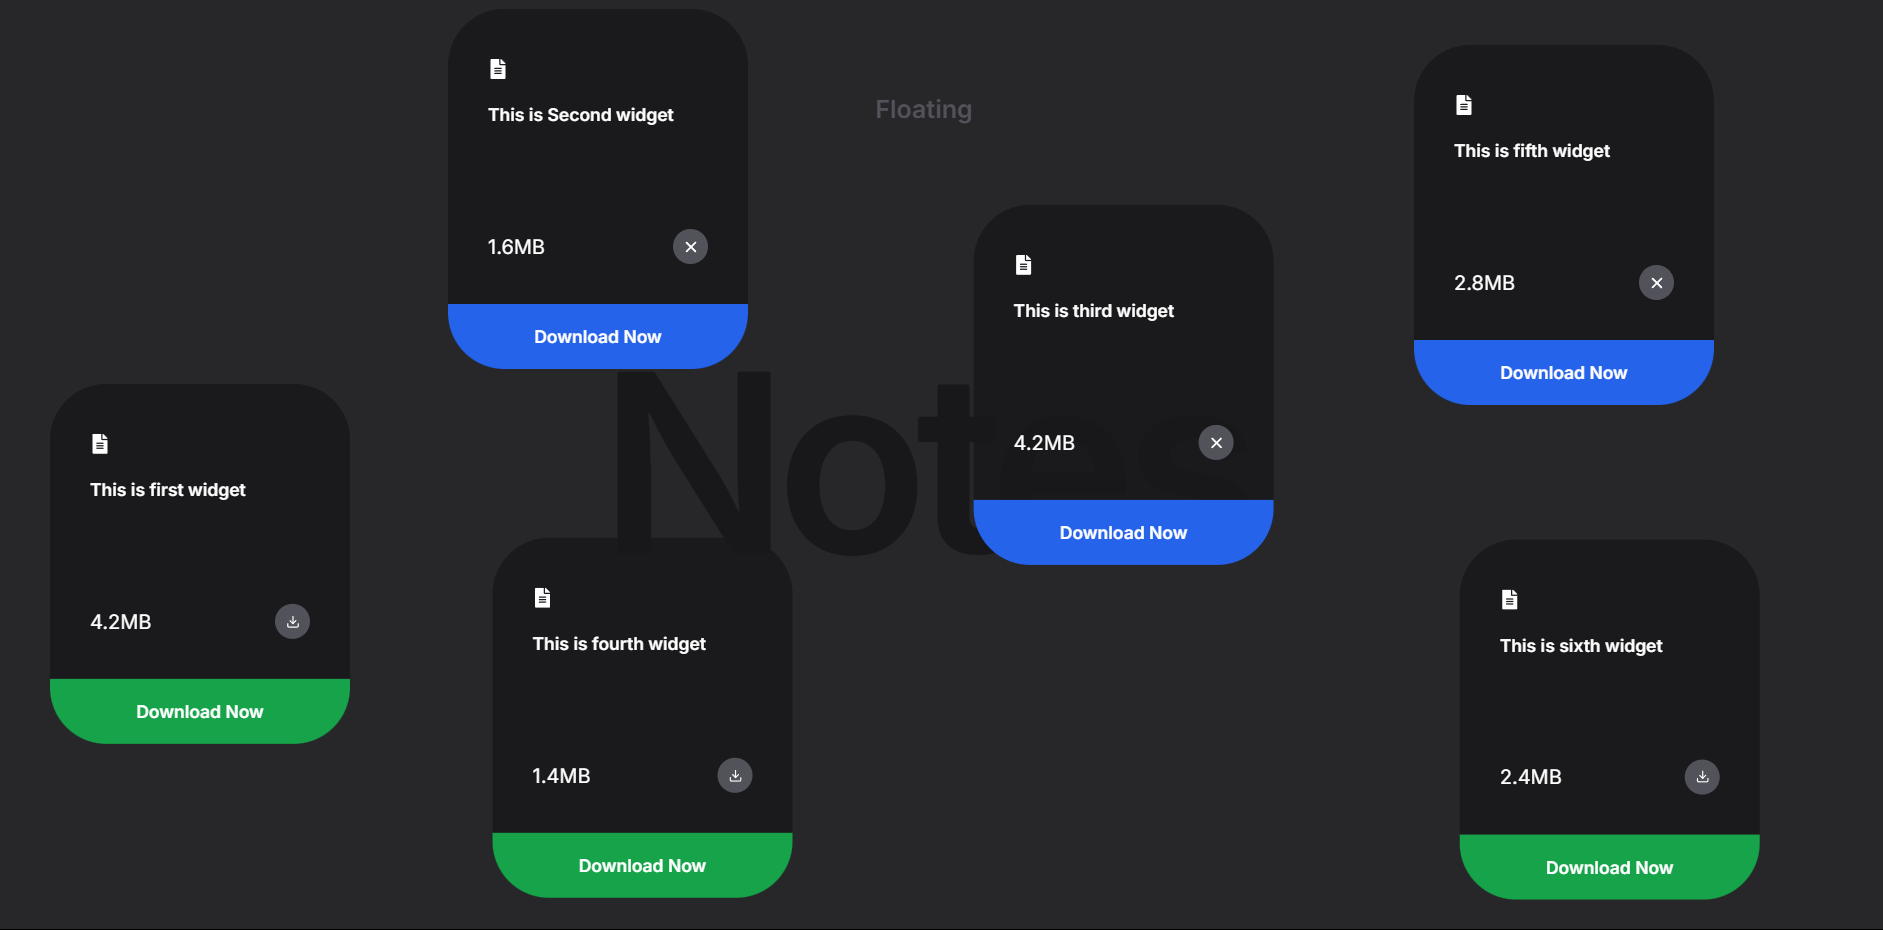 Floating
Notes
This is first widget
4.2MB
Download Now
This is Second widget
1.6MB
Download Now
This is third widget
4.2MB
Download Now
This is fourth widget
1.4MB
Download Now
This is fifth widget
2.8MB
Download Now
This is sixth widget
2.4MB
Download Now